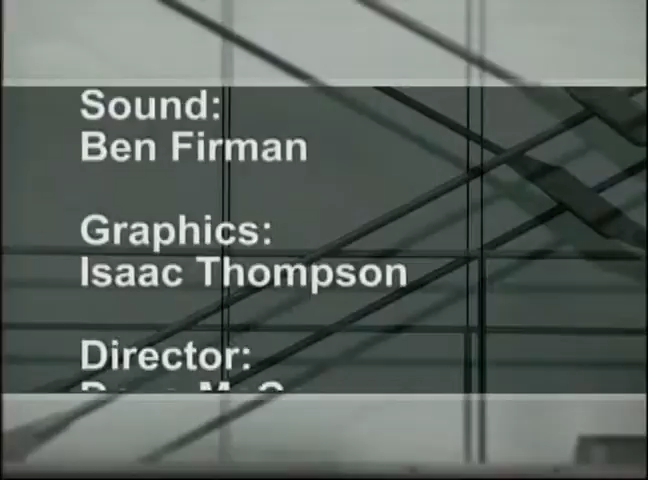 Sound:
Ben Firman
Graphics:
Isaac Thompson
Director: